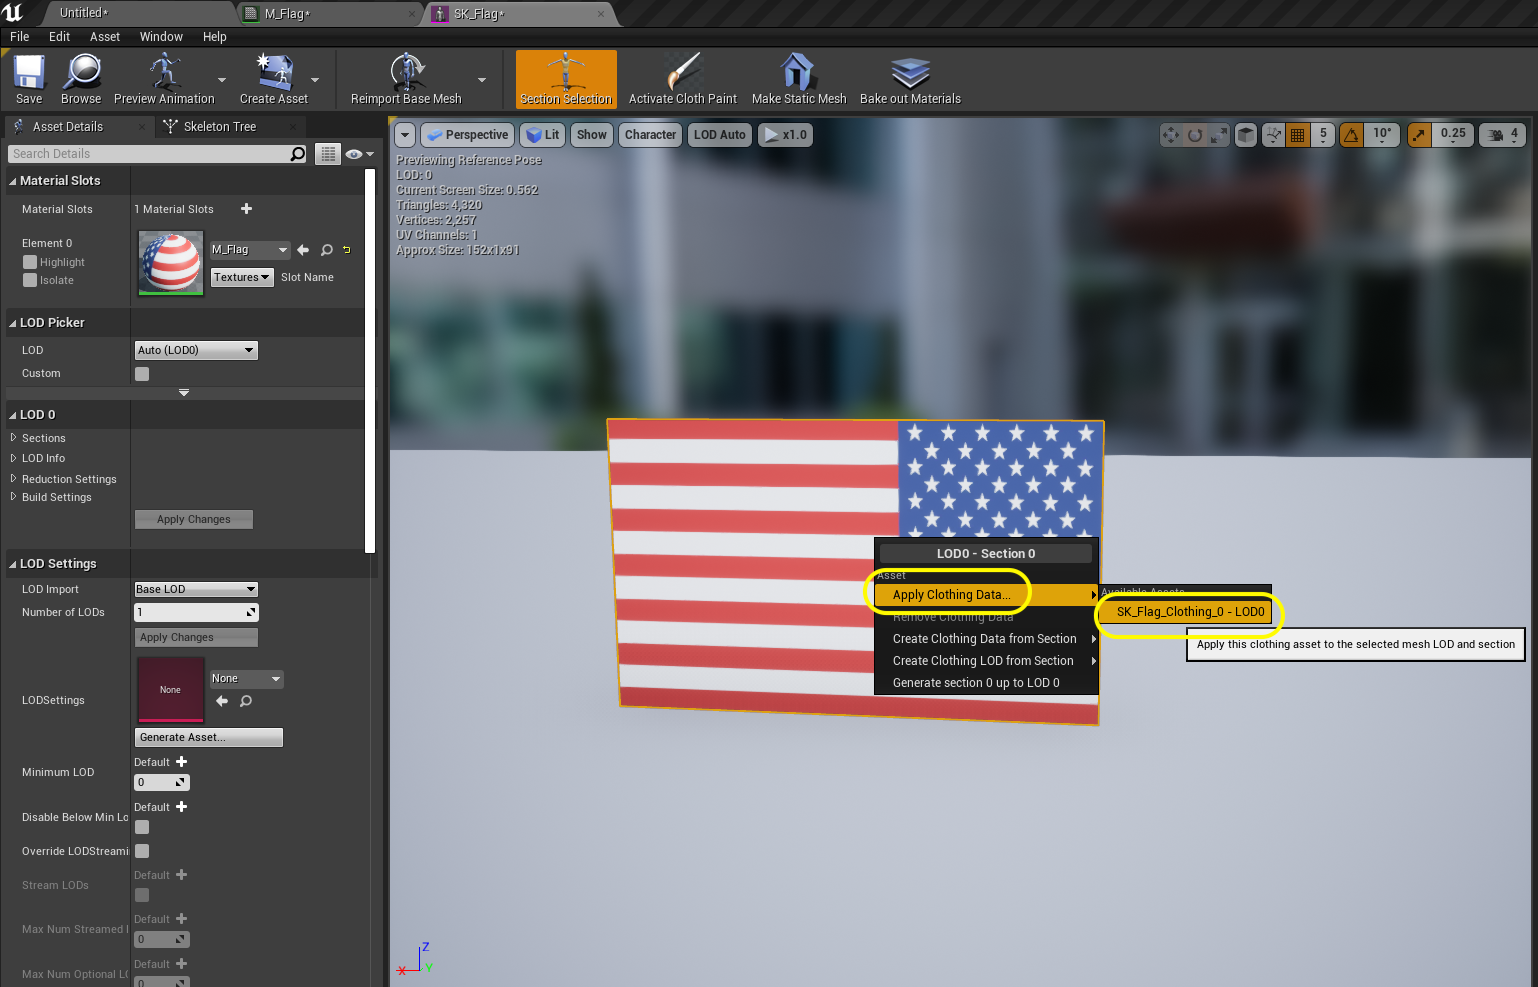 Untitled*
M_Flag*
SK_Flag*
File Edit Asset Window Help
Save
Browse
Preview Animation
Create Asset
Reimport Base Mesh
Section Selection
Activate Cloth Paint
Make Static Mesh
Bake out Materials
Asset Details
Skeleton Tree
Search Details
Material Slots
Material Slots
1 Material Slots
Element 0
Highlight
Isolate
M_Flag
Textures
Slot Name
LOD Picker
LOD
Auto (LOD0)
Custom
LOD 0
Sections
LOD Info
Reduction Settings
Build Settings
Apply Changes
LOD Settings
LOD Import
Base LOD
Number of LODs
1
Apply Changes
LODSettings
None
None
Generate Asset...
Minimum LOD
Default
0
Disable Below Min Lo
Default
Override LODStreami
Stream LODs
Default
Max Num Streamed
Default
0
Max Num Optional L
Default
0
Perspective
Lit
Show
Character
LOD Auto
x1.0
5
10°
0.25
4
Previewing Reference Pose
LOD: 0
Current Screen Size: 0.562
Triangles: 4,320
Vertices: 2,257
UV Channels: 1
Approx Size: 152x1x91
LOD0 - Section 0
Asset
Apply Clothing Data...
Remove Clothing Data
Create Clothing Data from Section
Create Clothing LOD from Section
Generate section 0 up to LOD 0
Available Assets
SK_Flag_Clothing_0 - LOD0
Apply this clothing asset to the selected mesh LOD and section
Z
X
Y